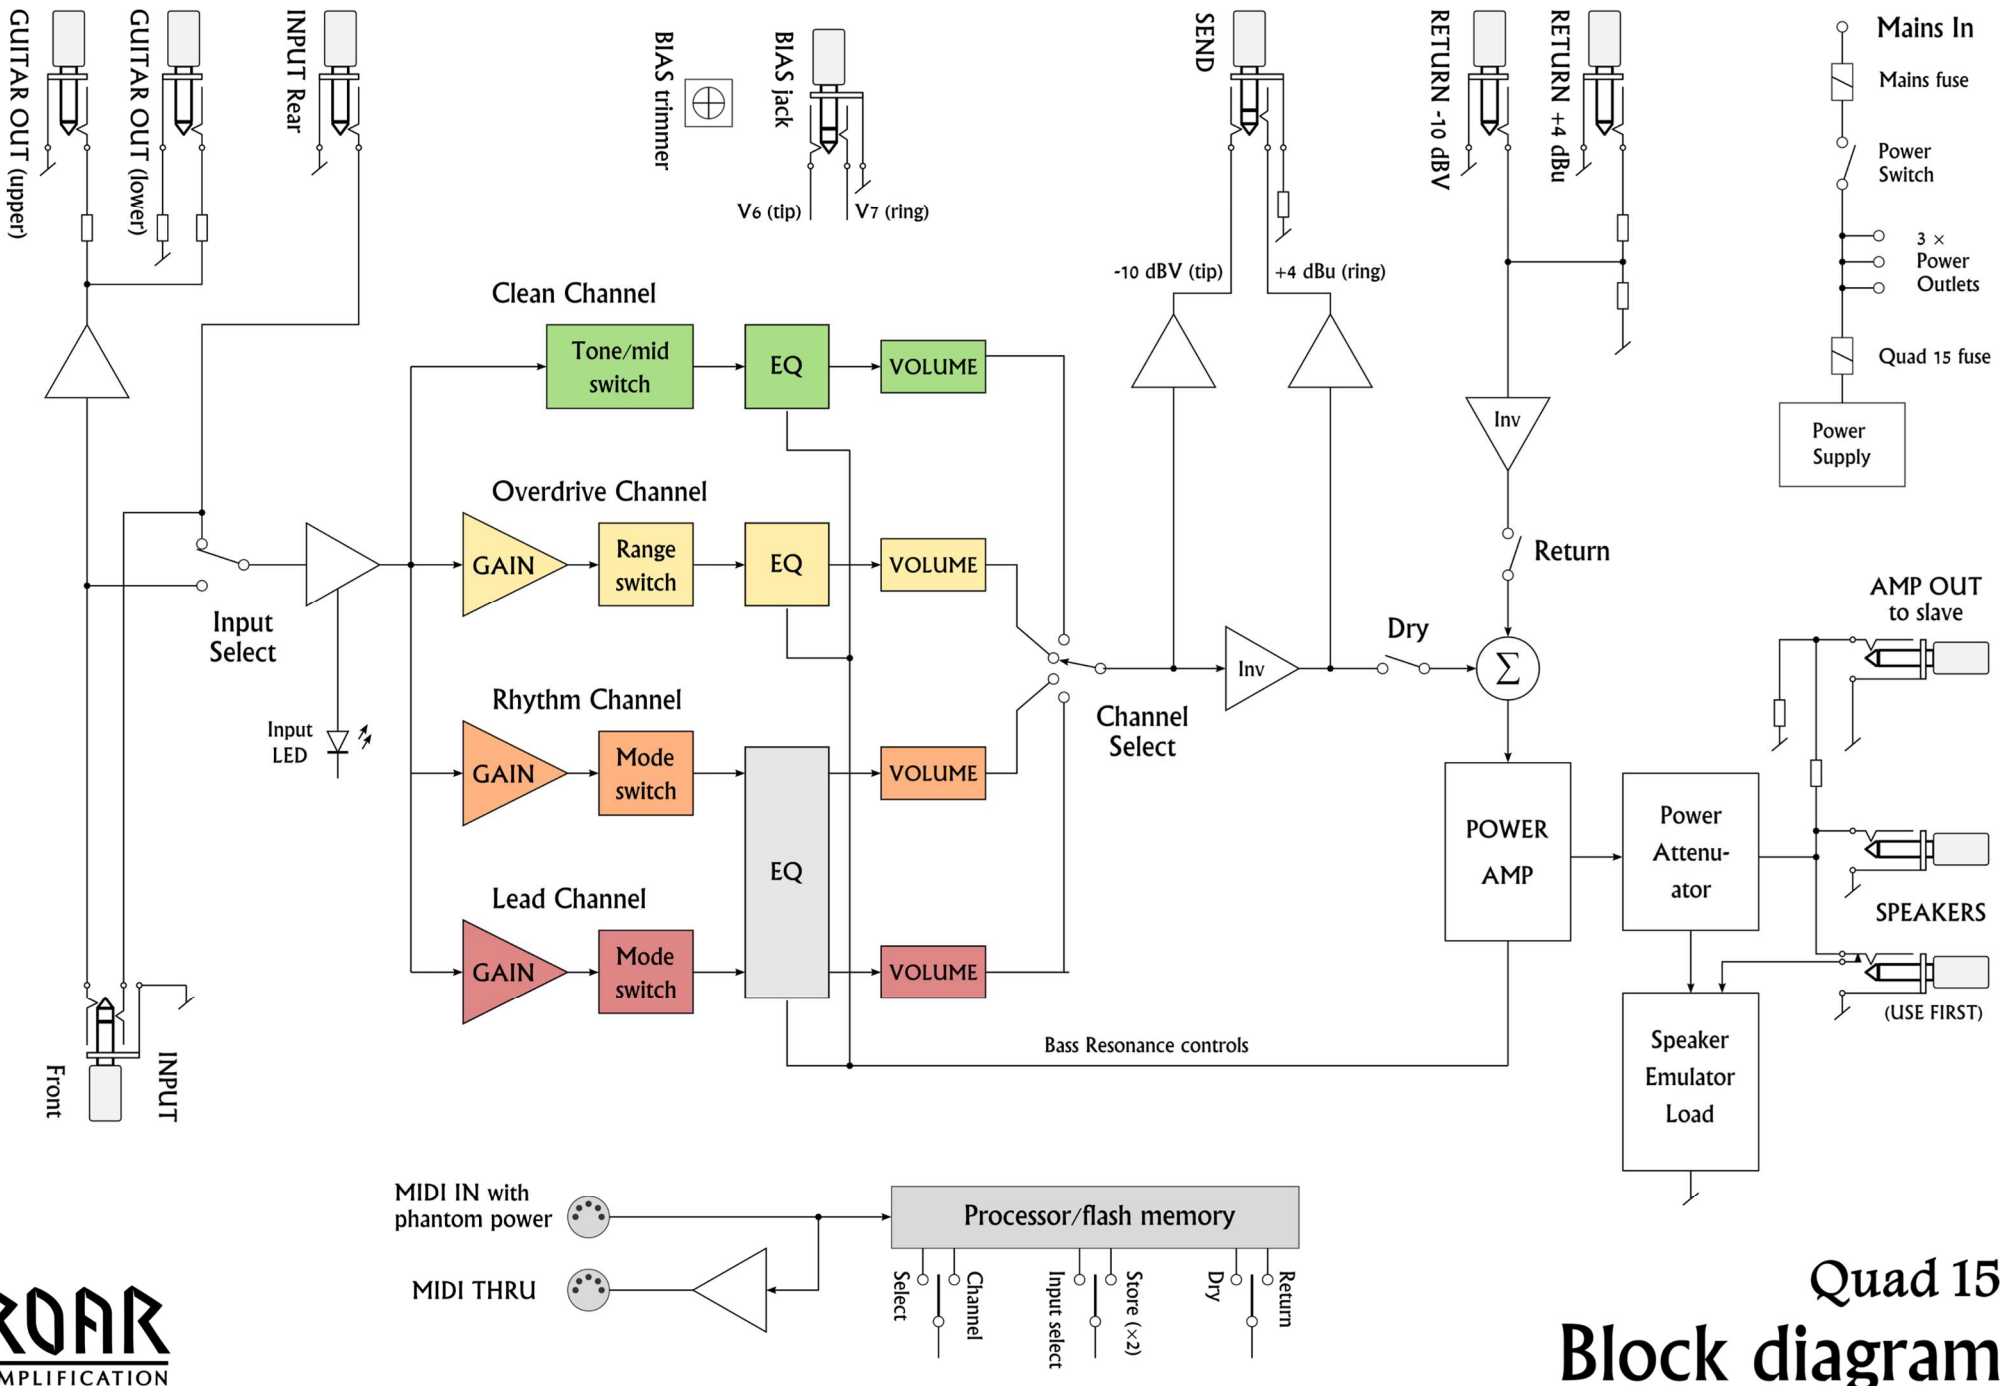 GUITAR OUT (upper)
GUITAR OUT (lower)
INPUT Rear
BIAS trimmer
BIAS jack
V6 (tip)
V7 (ring)
SEND
-10 dBV (tip)
+4 dBu (ring)
RETURN -10 dBV
RETURN +4 dBu
Mains In
Mains fuse
Power
Switch
3 ×
Power
Outlets
Quad 15 fuse
Power
Supply
Clean Channel
Tone/mid
switch
EQ
VOLUME
Overdrive Channel
GAIN
Range
switch
EQ
VOLUME
Inv
Return
Input
Select
Input
LED
Rhythm Channel
GAIN
Mode
switch
EQ
VOLUME
Lead Channel
GAIN
Mode
switch
VOLUME
Channel
Select
Inv
Dry
Σ
POWER
AMP
Power
Attenu-
ator
AMP OUT
to slave
SPEAKERS
(USE FIRST)
Speaker
Emulator
Load
Bass Resonance controls
INPUT
Front
MIDI IN with
phantom power
MIDI THRU
Processor/flash memory
Select
Channel
Input select
Store (×2)
Dry
Return
ROAR
MPLIFICATION
Quad 15
Block diagram